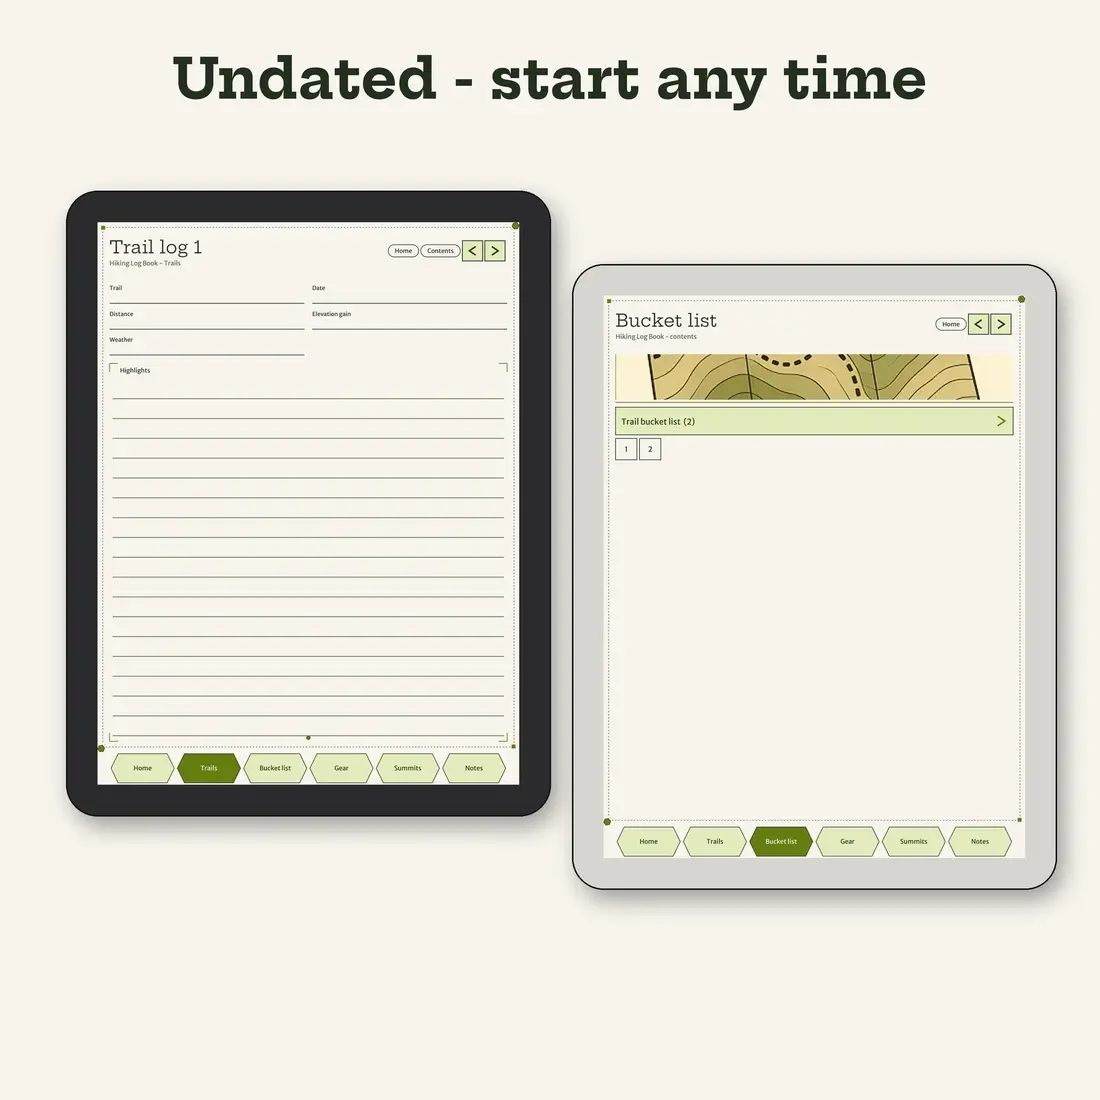 Undated - start any time
Trail log 1
Hiking Log Book - Trails
Home Contents < >
Trail Date
Distance Elevation gain
Weather
Highlights
Home Trails Bucket list Gear Summits Notes
Bucket list
Hiking Log Book - contents
Home < >
Trail bucket list (2) >
1 2
Home Trails Bucket list Gear Summits Notes